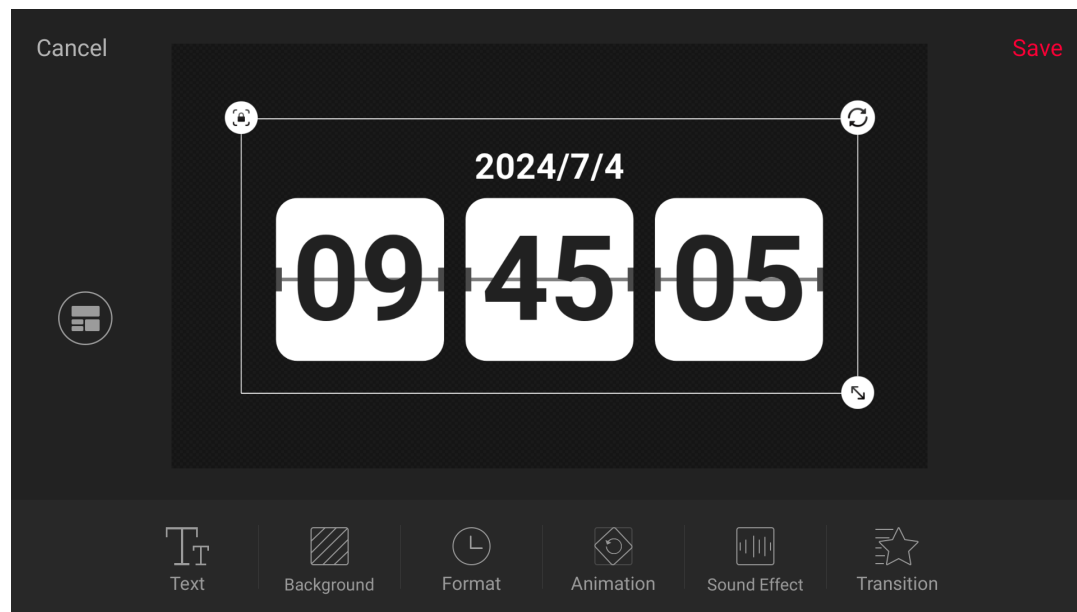 Cancel
Save
2024/7/4
09 45 05
Text
Background
Format
Animation
Sound Effect
Transition